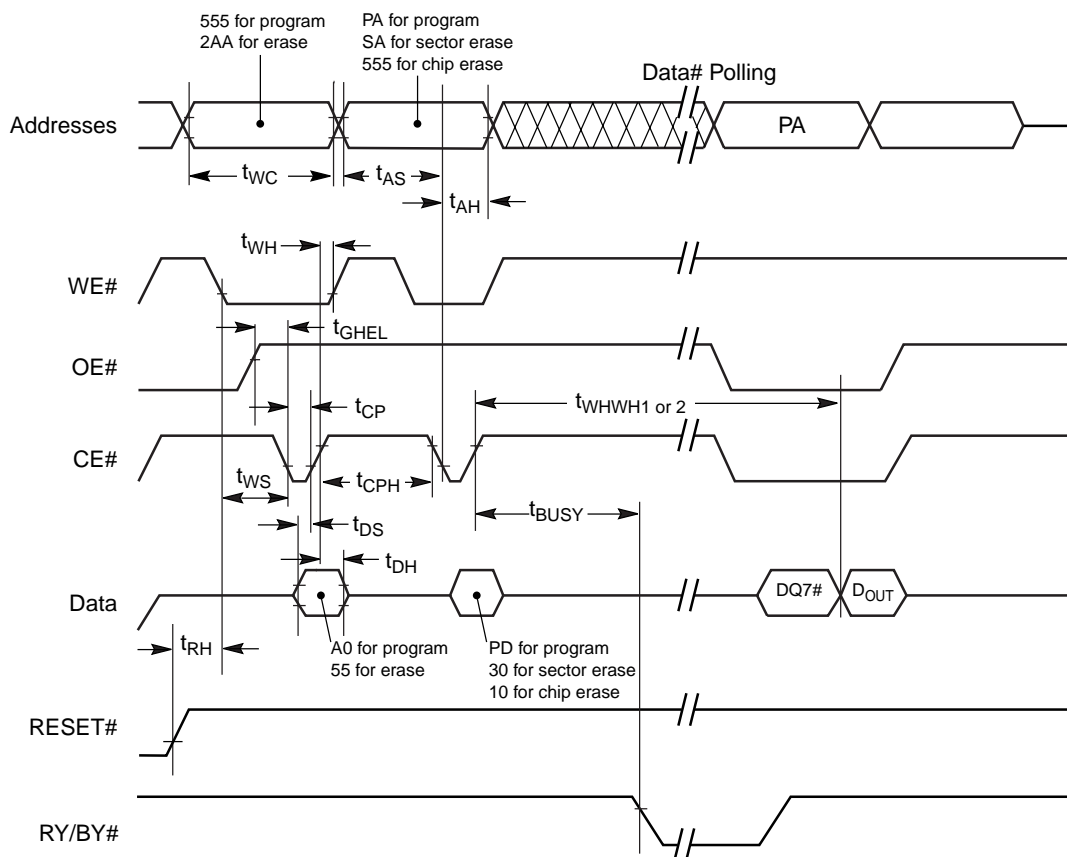 555 for program
2AA for erase
PA for program
SA for sector erase
555 for chip erase
Data# Polling
Addresses
PA
tWC
tAS
tAH
tWH
WE#
tGHEL
OE#
tCP
tWHWH1 or 2
CE#
tWS
tCPH
tBUSY
tDS
tDH
Data
DQ7#
DOUT
tRH
A0 for program
55 for erase
PD for program
30 for sector erase
10 for chip erase
RESET#
RY/BY#